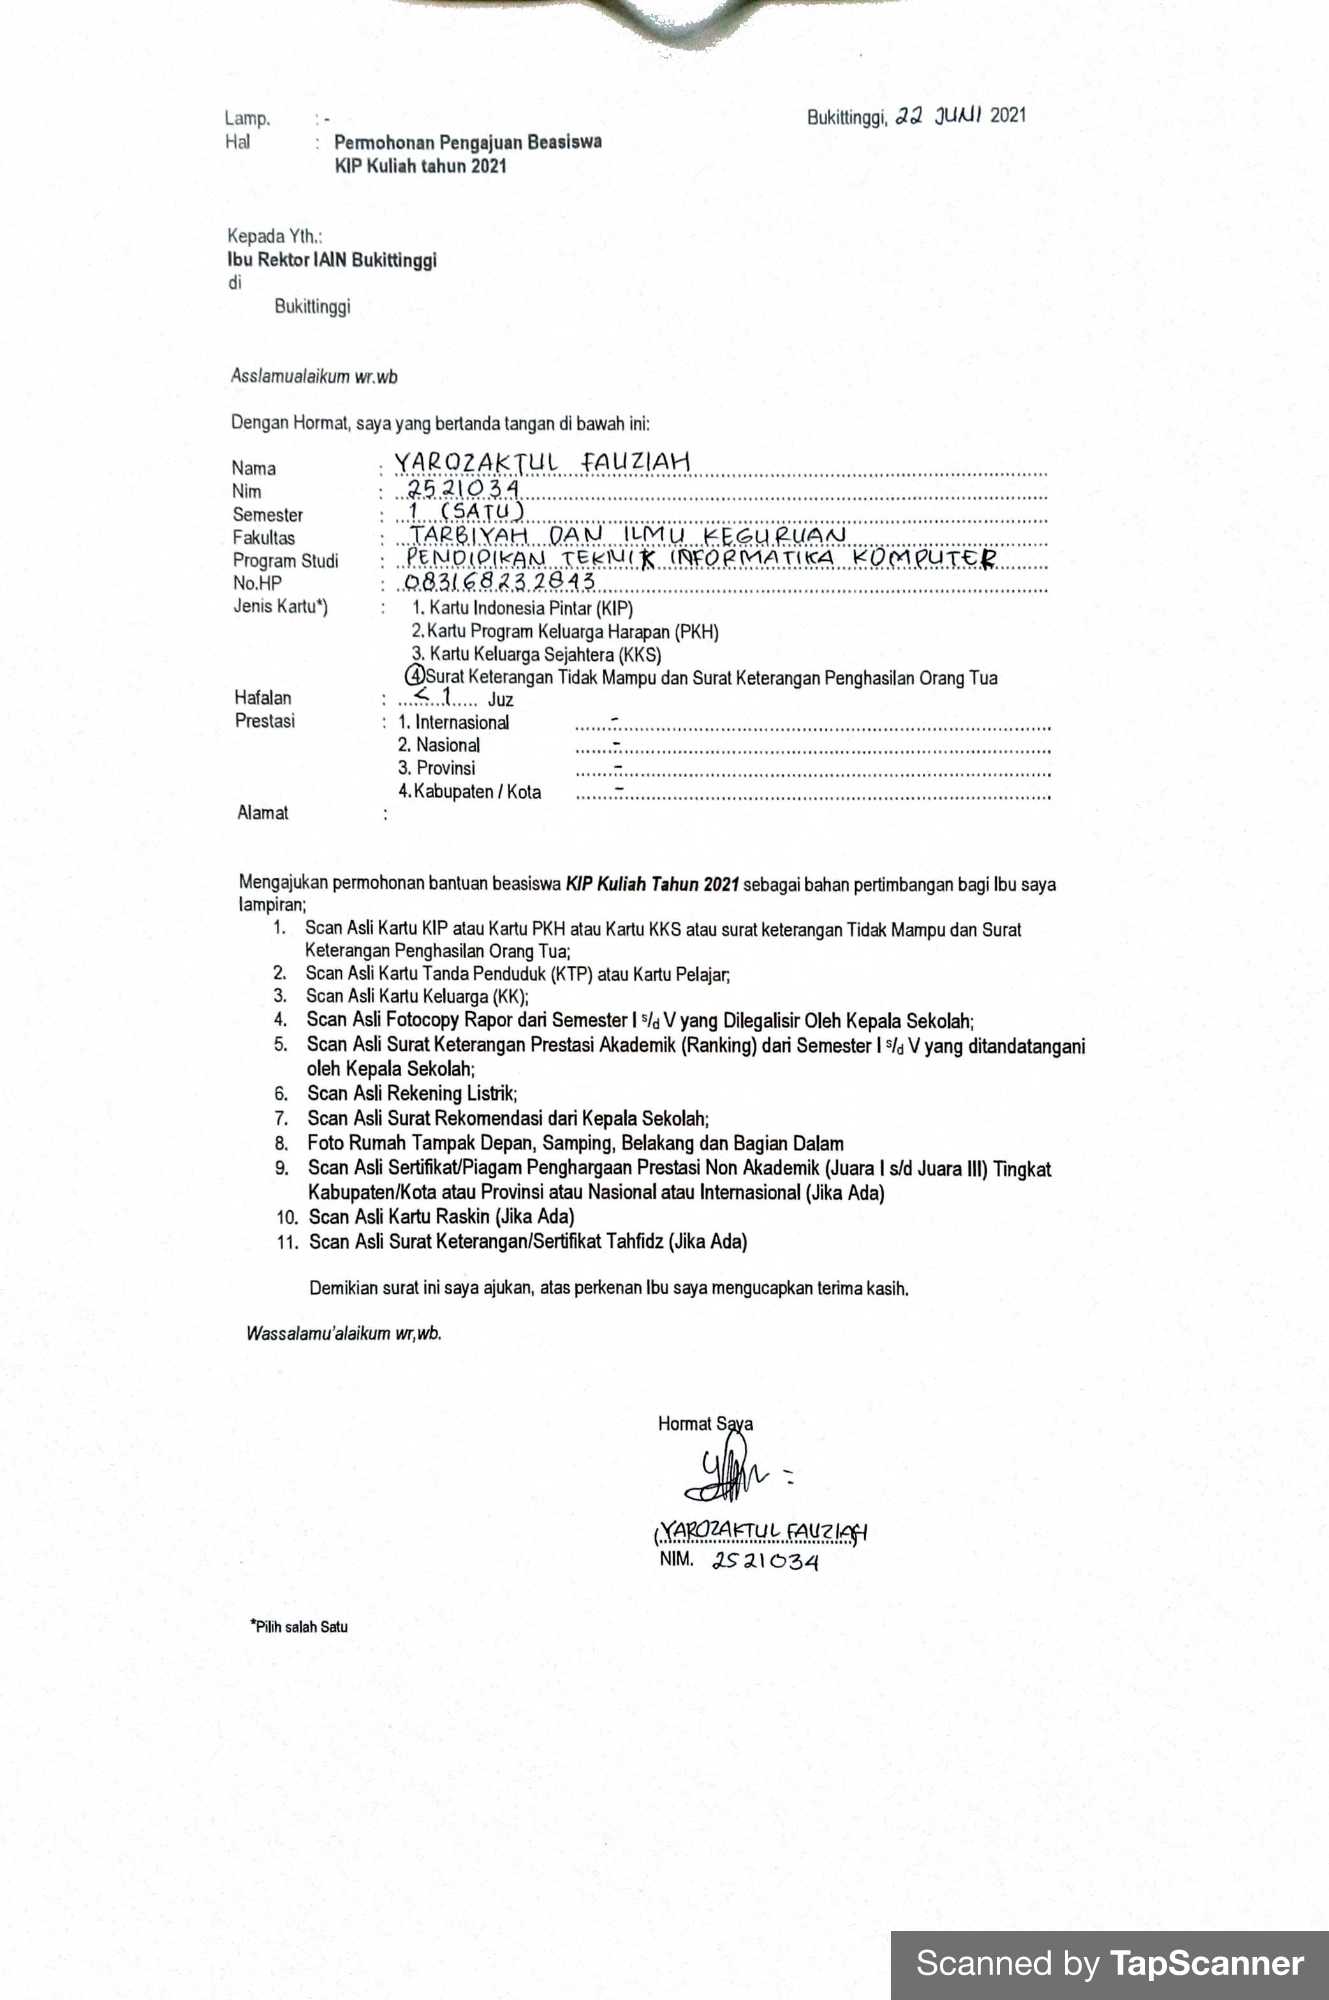 Lamp. : - Bukittinggi, 22 JUNI 2021
Hal : Permohonan Pengajuan Beasiswa
KIP Kuliah tahun 2021
Kepada Yth.:
Ibu Rektor IAIN Bukittinggi
di
Bukittinggi
Asslamualaikum wr.wb
Dengan Hormat, saya yang bertanda tangan di bawah ini:
Nama : YAROZAKTUL FAUZIAH
Nim : 2521034
Semester : 1 (SATU)
Fakultas : TARBIYAH DAN ILMU KEGURUAN
Program Studi : PENDIDIKAN TEKNIK INFORMATIKA KOMPUTER
No.HP : 083168232843
Jenis Kartu*) : 1. Kartu Indonesia Pintar (KIP)
2. Kartu Program Keluarga Harapan (PKH)
3. Kartu Keluarga Sejahtera (KKS)
4 Surat Keterangan Tidak Mampu dan Surat Keterangan Penghasilan Orang Tua
Hafalan : < 1 Juz
Prestasi : 1. Internasional -
2. Nasional -
3. Provinsi -
4. Kabupaten / Kota -
Alamat :
Mengajukan permohonan bantuan beasiswa KIP Kuliah Tahun 2021 sebagai bahan pertimbangan bagi Ibu saya
lampiran;
1. Scan Asli Kartu KIP atau Kartu PKH atau Kartu KKS atau surat keterangan Tidak Mampu dan Surat
Keterangan Penghasilan Orang Tua;
2. Scan Asli Kartu Tanda Penduduk (KTP) atau Kartu Pelajar;
3. Scan Asli Kartu Keluarga (KK);
4. Scan Asli Fotocopy Rapor dari Semester I s/d V yang Dilegalisir Oleh Kepala Sekolah;
5. Scan Asli Surat Keterangan Prestasi Akademik (Ranking) dari Semester I s/d V yang ditandatangani
oleh Kepala Sekolah;
6. Scan Asli Rekening Listrik;
7. Scan Asli Surat Rekomendasi dari Kepala Sekolah;
8. Foto Rumah Tampak Depan, Samping, Belakang dan Bagian Dalam
9. Scan Asli Sertifikat/Piagam Penghargaan Prestasi Non Akademik (Juara I s/d Juara III) Tingkat
Kabupaten/Kota atau Provinsi atau Nasional atau Internasional (Jika Ada)
10. Scan Asli Kartu Raskin (Jika Ada)
11. Scan Asli Surat Keterangan/Sertifikat Tahfidz (Jika Ada)
Demikian surat ini saya ajukan, atas perkenan Ibu saya mengucapkan terima kasih.
Wassalamu'alaikum wr,wb.
Hormat Saya
(YAROZAKTUL FAUZIAH)
NIM. 2521034
*Pilih salah Satu
Scanned by TapScanner